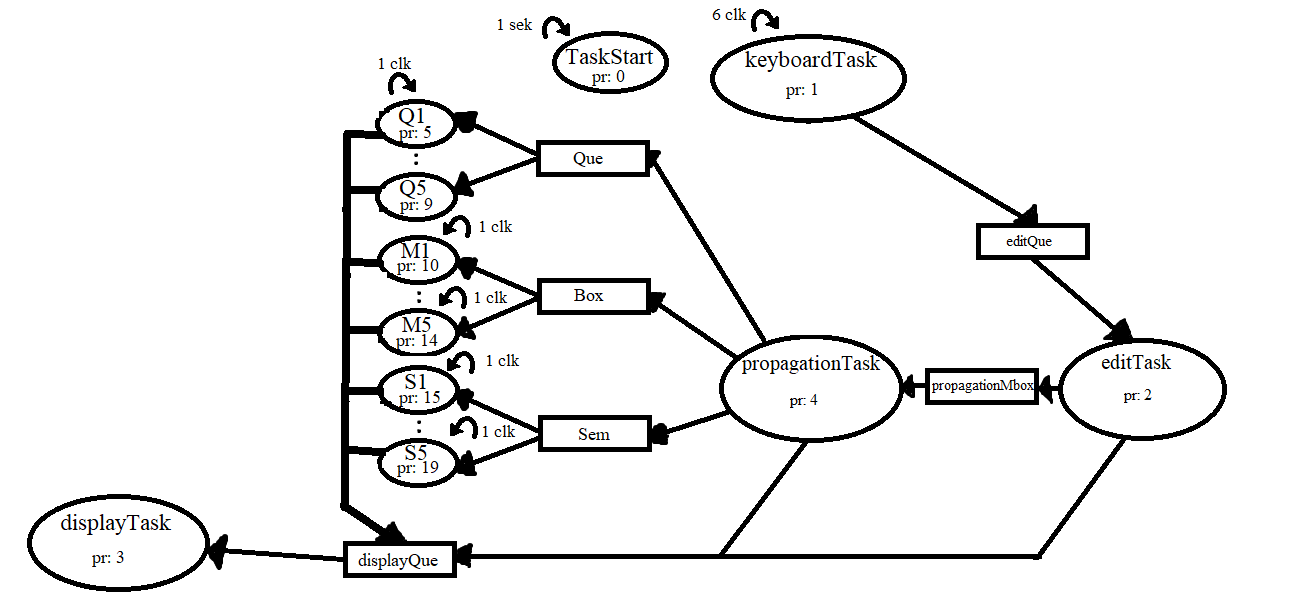 1 sek
TaskStart
pr: 0
6 clk
keyboardTask
pr: 1
1 clk
Q1
pr: 5
:
Q5
pr: 9
Que
1 clk
M1
pr: 10
:
1 clk
M5
pr: 14
Box
1 clk
S1
pr: 15
:
1 clk
S5
pr: 19
Sem
editQue
propagationTask
pr: 4
propagationMbox
editTask
pr: 2
displayTask
pr: 3
displayQue